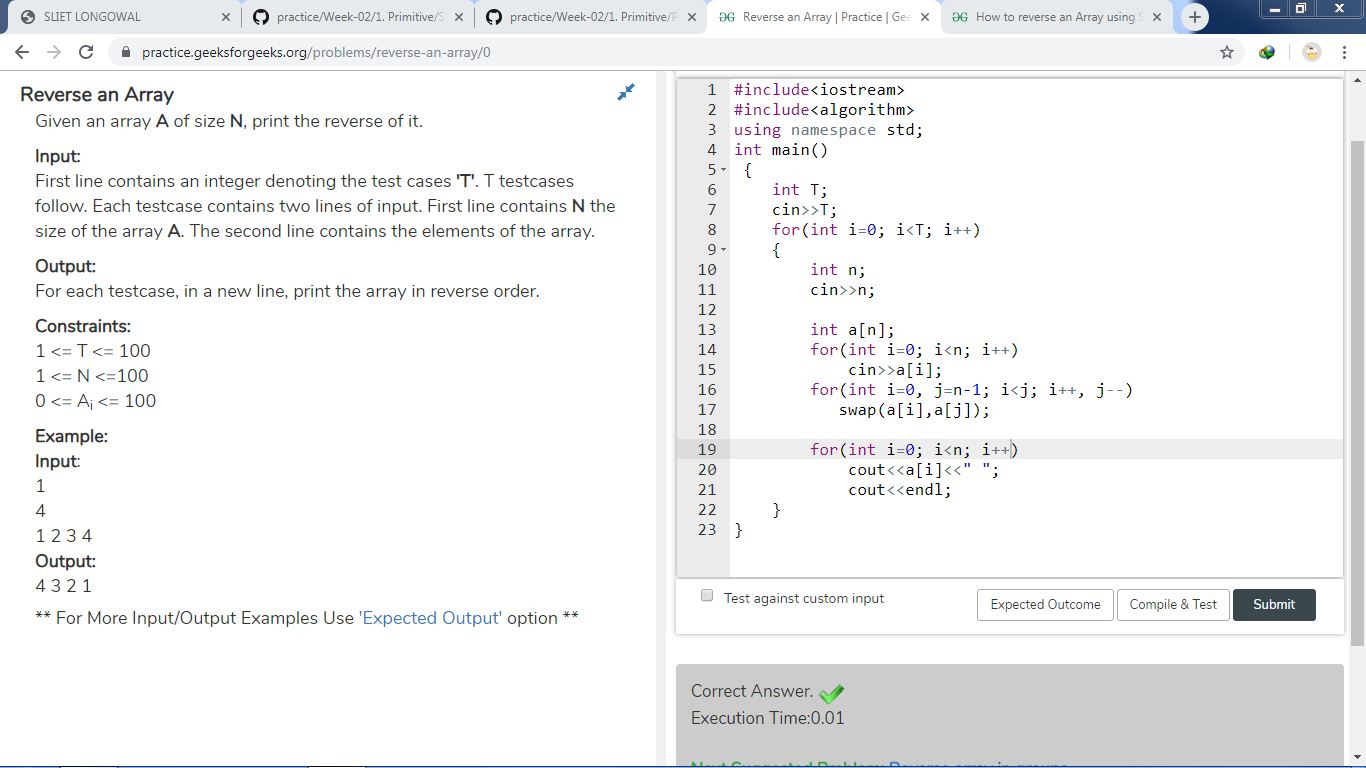 SLIET LONGOWAL
practice/Week-02/1. Primitive/S
practice/Week-02/1. Primitive/P
Reverse an Array | Practice | Gee
How to reverse an Array using S
practice.geeksforgeeks.org/problems/reverse-an-array/0
Reverse an Array
Given an array A of size N, print the reverse of it.
Input:
First line contains an integer denoting the test cases 'T'. T testcases
follow. Each testcase contains two lines of input. First line contains N the
size of the array A. The second line contains the elements of the array.
Output:
For each testcase, in a new line, print the array in reverse order.
Constraints:
1 <= T <= 100
1 <= N <=100
0 <= Ai <= 100
Example:
Input:
1
4
1 2 3 4
Output:
4 3 2 1
** For More Input/Output Examples Use 'Expected Output' option **
1 #include<iostream>
2 #include<algorithm>
3 using namespace std;
4 int main()
5 {
6 int T;
7 cin>>T;
8 for(int i=0; i<T; i++)
9 {
10 int n;
11 cin>>n;
12
13 int a[n];
14 for(int i=0; i<n; i++)
15 cin>>a[i];
16 for(int i=0, j=n-1; i<j; i++, j--)
17 swap(a[i],a[j]);
18
19 for(int i=0; i<n; i++)
20 cout<<a[i]<<" ";
21 cout<<endl;
22 }
23 }
Test against custom input
Expected Outcome
Compile & Test
Submit
Correct Answer.
Execution Time:0.01
Next Suggested Problem: Reverse array in groups